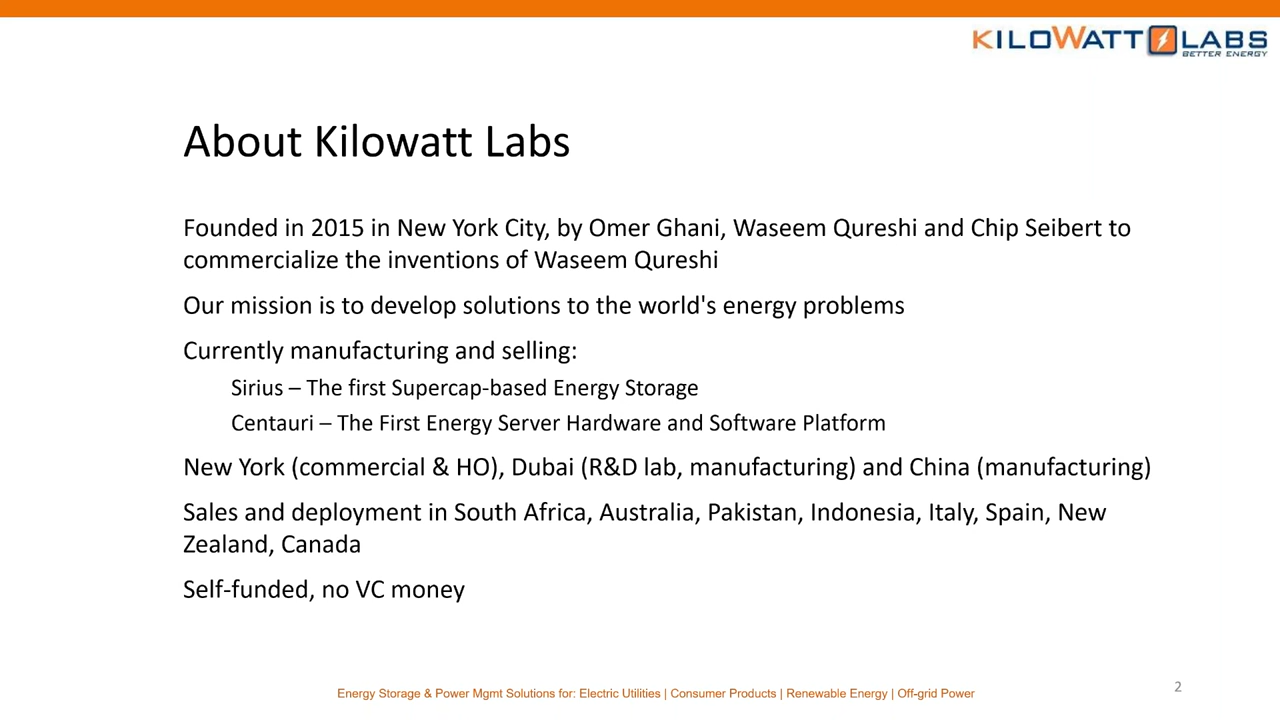 KILOWATT LABS
BETTER ENERGY
About Kilowatt Labs
Founded in 2015 in New York City, by Omer Ghani, Waseem Qureshi and Chip Seibert to
commercialize the inventions of Waseem Qureshi
Our mission is to develop solutions to the world's energy problems
Currently manufacturing and selling:
Sirius – The first Supercap-based Energy Storage
Centauri – The First Energy Server Hardware and Software Platform
New York (commercial & HO), Dubai (R&D lab, manufacturing) and China (manufacturing)
Sales and deployment in South Africa, Australia, Pakistan, Indonesia, Italy, Spain, New
Zealand, Canada
Self-funded, no VC money
Energy Storage & Power Mgmt Solutions for: Electric Utilities | Consumer Products | Renewable Energy | Off-grid Power
2